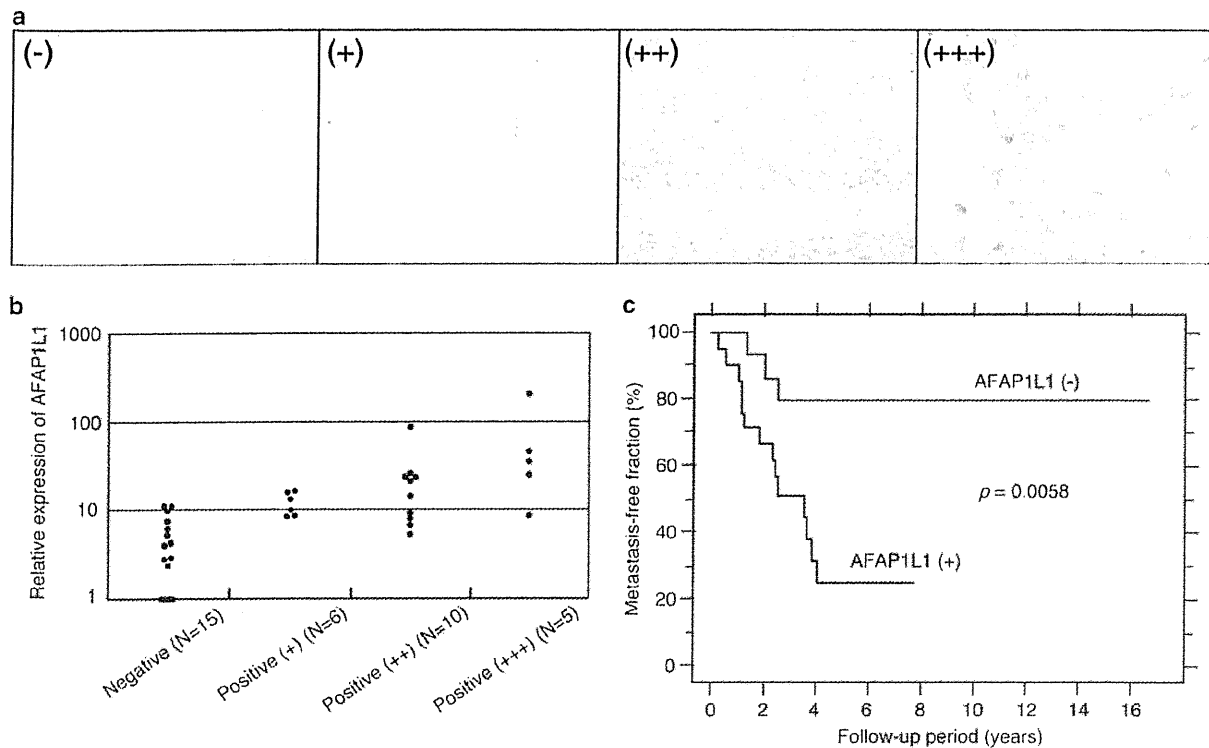 a
(-) (+) (++) (+++)
b
Relative expression of AFAP1L1
1000
100
10
1
Negative (N=15)
Positive (+) (N=6)
Positive (++) (N=10)
Positive (+++) (N=5)
c
Metastasis-free fraction (%)
100
80
60
40
20
0
AFAP1L1 (-)
p = 0.0058
AFAP1L1 (+)
0 2 4 6 8 10 12 14 16
Follow-up period (years)